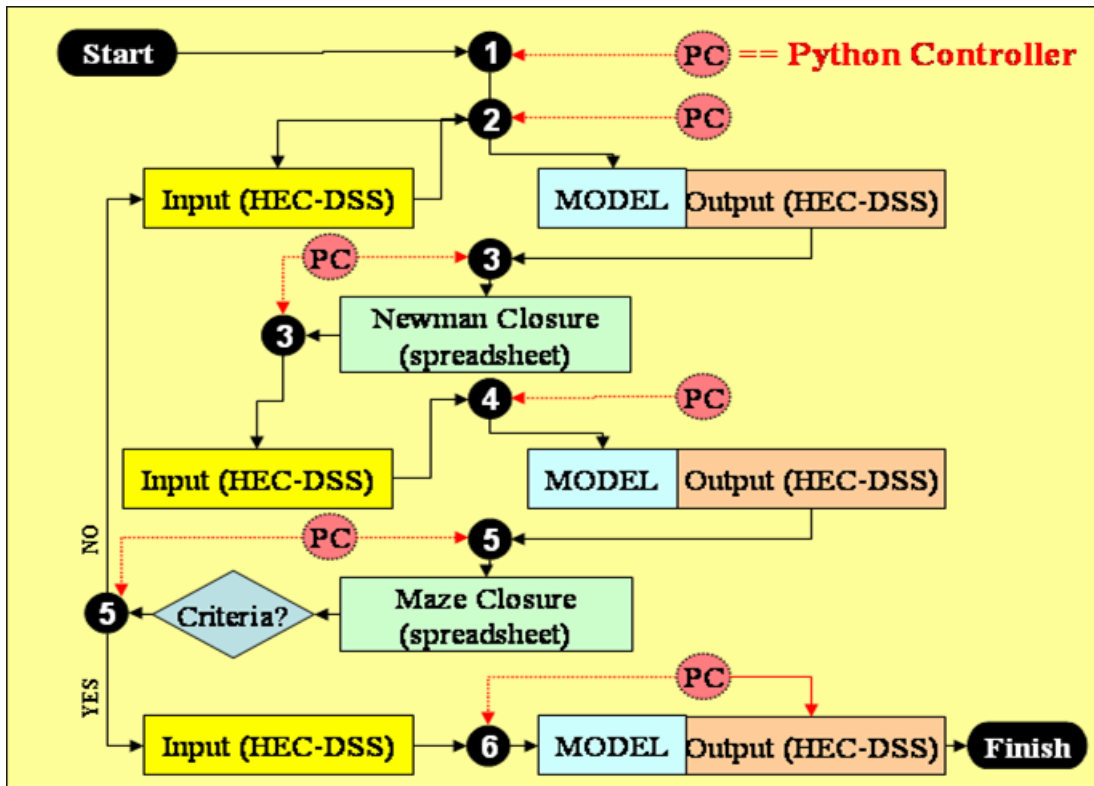 Start
1
PC == Python Controller
2
PC
Input (HEC-DSS)
MODEL
Output (HEC-DSS)
PC
3
3
Newman Closure
(spreadsheet)
4
PC
Input (HEC-DSS)
MODEL
Output (HEC-DSS)
NO
PC
5
5
Criteria?
Maze Closure
(spreadsheet)
YES
PC
Input (HEC-DSS)
6
MODEL
Output (HEC-DSS)
Finish